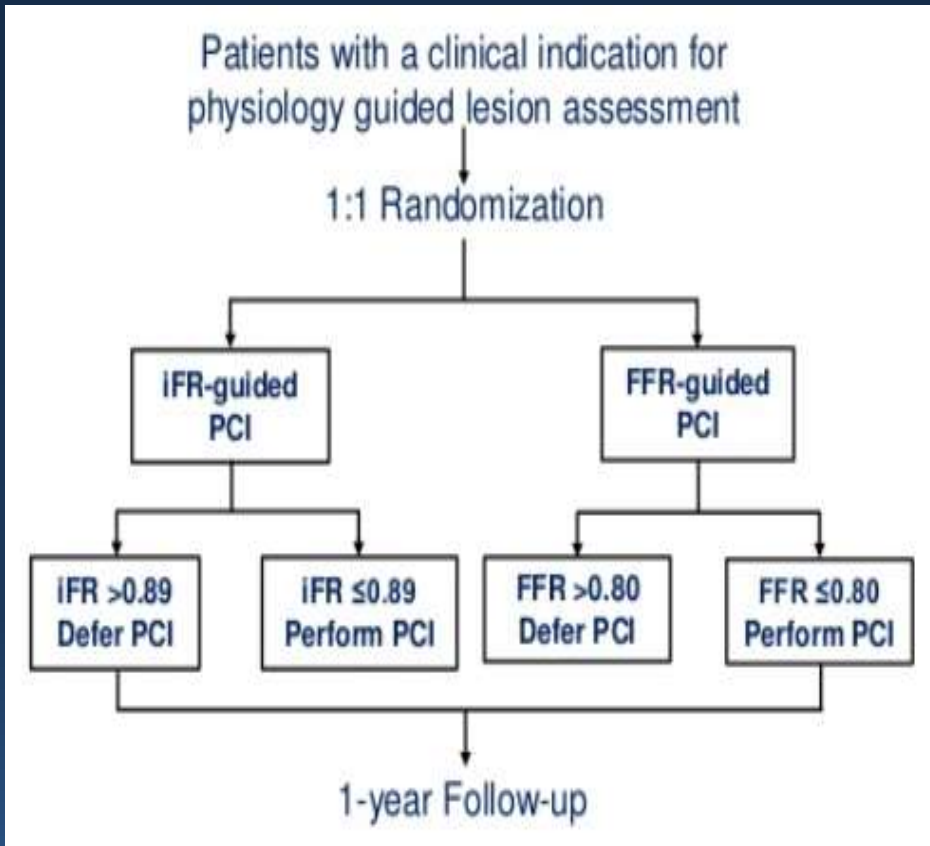 Patients with a clinical indication for
physiology guided lesion assessment
1:1 Randomization
iFR-guided
PCI
FFR-guided
PCI
iFR >0.89
Defer PCI
iFR ≤0.89
Perform PCI
FFR >0.80
Defer PCI
FFR ≤0.80
Perform PCI
1-year Follow-up